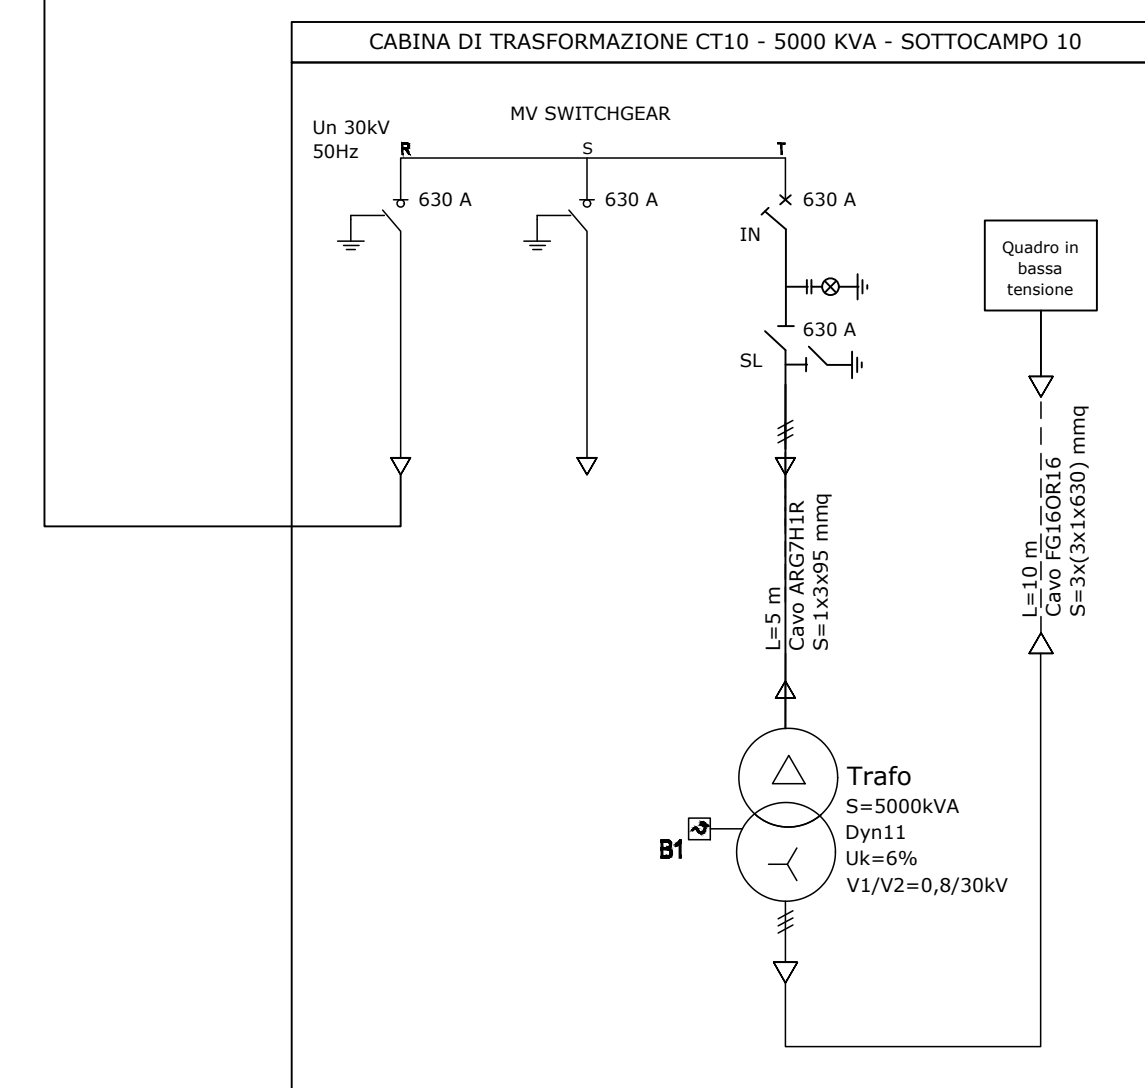 CABINA DI TRASFORMAZIONE CT10 - 5000 KVA - SOTTOCAMPO 10
MV SWITCHGEAR
Un 30kV
50Hz
R
S
T
630 A
630 A
630 A
IN
630 A
SL
Quadro in
bassa
tensione
L=5 m
Cavo ARG7H1R
S=1x3x95 mmq
L=10 m
Cavo FG16OR16
S=3x(3x1x630) mmq
Trafo
S=5000kVA
Dyn11
Uk=6%
V1/V2=0,8/30kV
B1